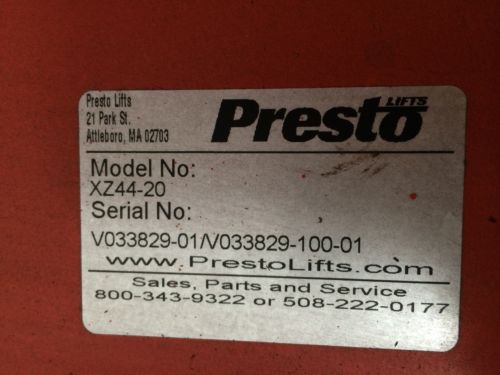 Presto Lifts
21 Park St.
Attleboro, MA 02703
LIFTS
Presto
Model No:
XZ44-20
Serial No:
V033829-01/V033829-100-01
www.PrestoLifts.com
Sales, Parts and Service
800-343-9322 or 508-222-0177